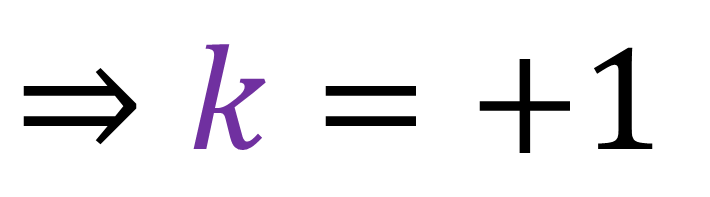 ⇒ k = +1